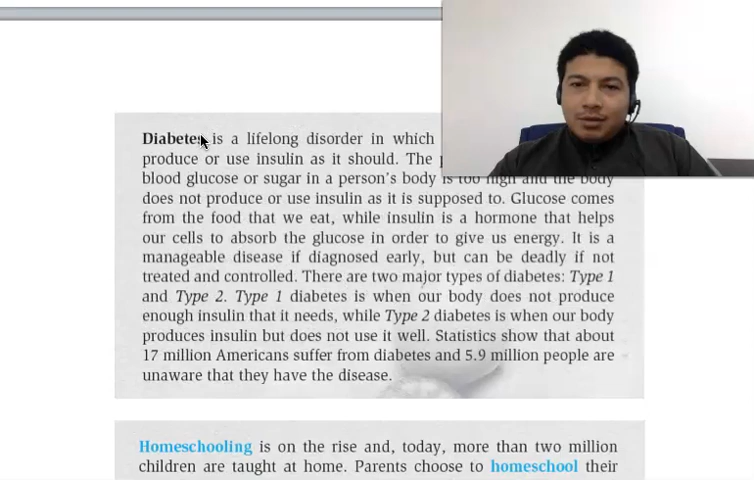 Diabetes is a lifelong disorder in which
produce or use insulin as it should. The
blood glucose or sugar in a person's body is too high and the body
does not produce or use insulin as it is supposed to. Glucose comes
from the food that we eat, while insulin is a hormone that helps
our cells to absorb the glucose in order to give us energy. It is a
manageable disease if diagnosed early, but can be deadly if not
treated and controlled. There are two major types of diabetes: Type 1
and Type 2. Type 1 diabetes is when our body does not produce
enough insulin that it needs, while Type 2 diabetes is when our body
produces insulin but does not use it well. Statistics show that about
17 million Americans suffer from diabetes and 5.9 million people are
unaware that they have the disease.
Homeschooling is on the rise and, today, more than two million
children are taught at home. Parents choose to homeschool their